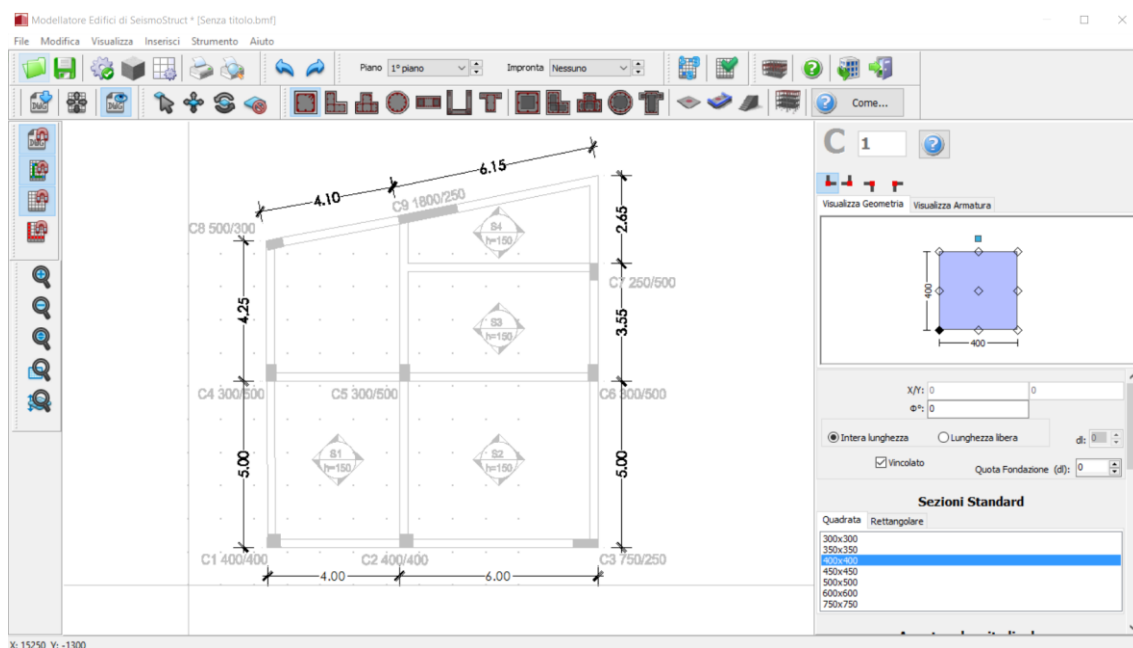 Modellatore Edifici di SeismoStruct * [Senza titolo.bmf]
File Modifica Visualizza Inserisci Strumento Aiuto
Piano 1° piano Impronta Nessuno
DWG DWG Come...
C 1
Visualizza Geometria Visualizza Armatura
400
400
X/Y: 0 0
Φ°: 0
Intera lunghezza Lunghezza libera dl: 0
Vincolato Quota Fondazione (dl): 0
Sezioni Standard
Quadrata Rettangolare
300x300
350x350
400x400
450x450
500x500
600x600
750x750
6.15
4.10
C9 1800/250
C8 500/300
S4
h=150
2.65
C7 250/500
4.25
S3
h=150
3.55
C4 300/500 C5 300/500 C6 300/500
5.00
S1
h=150
S2
h=150
5.00
C1 400/400 C2 400/400 C3 750/250
4.00 6.00
X: 15250 Y: -1300